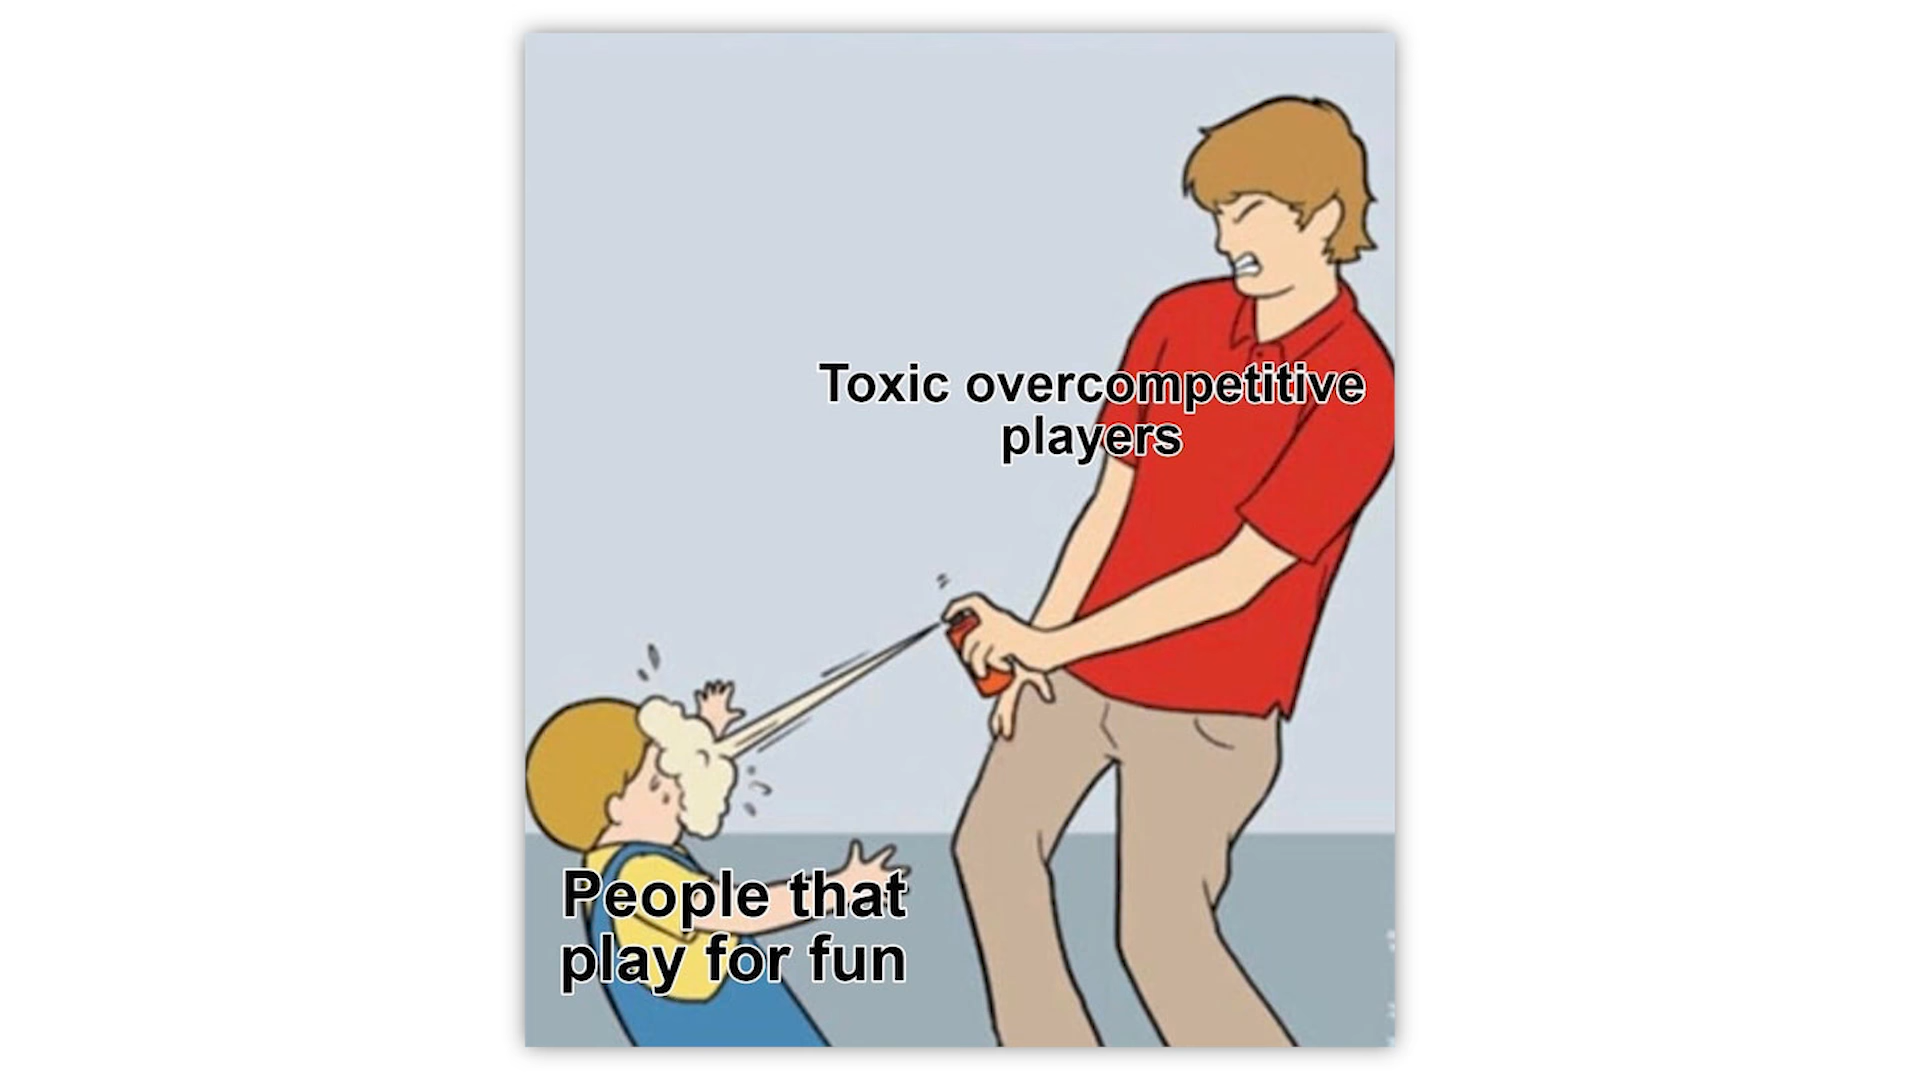 Toxic overcompetitive
players
People that
play for fun